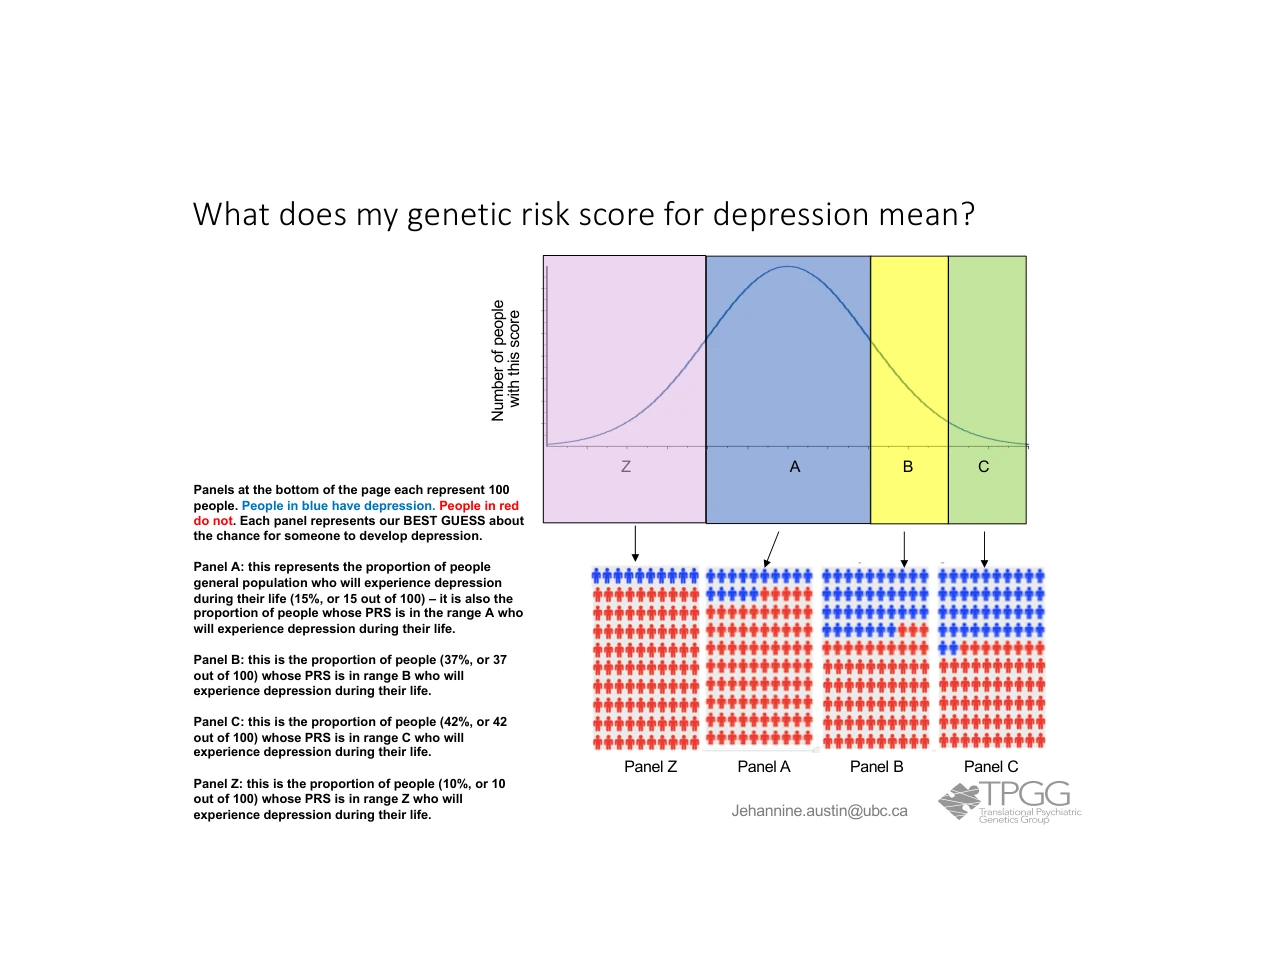 What does my genetic risk score for depression mean?
Number of people
with this score
Z
A
B
C
Panels at the bottom of the page each represent 100
people. People in blue have depression. People in red
do not. Each panel represents our BEST GUESS about
the chance for someone to develop depression.
Panel A: this represents the proportion of people
general population who will experience depression
during their life (15%, or 15 out of 100) – it is also the
proportion of people whose PRS is in the range A who
will experience depression during their life.
Panel B: this is the proportion of people (37%, or 37
out of 100) whose PRS is in range B who will
experience depression during their life.
Panel C: this is the proportion of people (42%, or 42
out of 100) whose PRS is in range C who will
experience depression during their life.
Panel Z: this is the proportion of people (10%, or 10
out of 100) whose PRS is in range Z who will
experience depression during their life.
Panel Z
Panel A
Panel B
Panel C
Jehannine.austin@ubc.ca
TPGG
Translational Psychiatric
Genetics Group